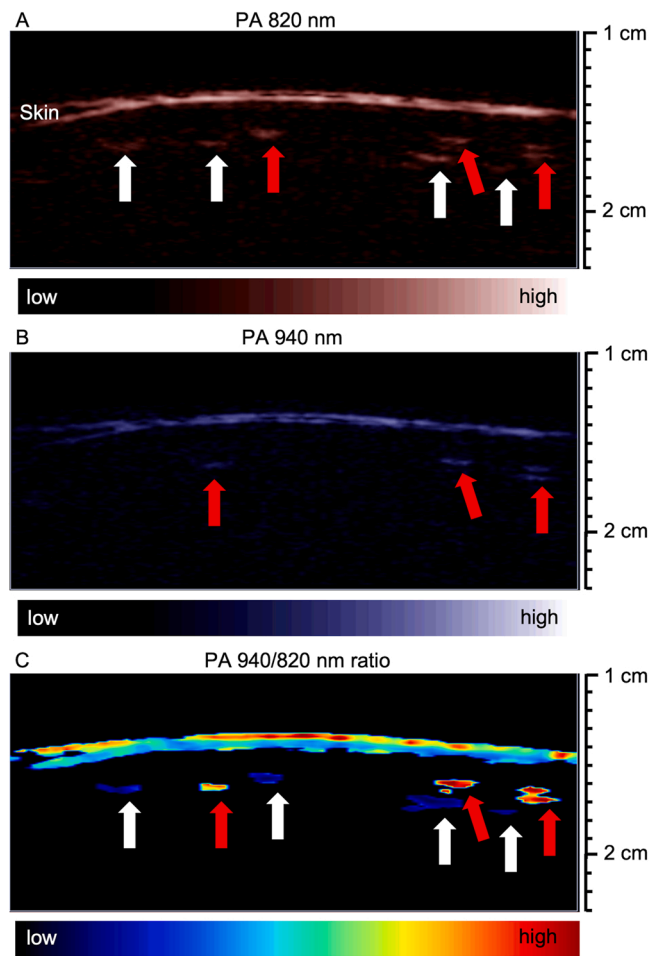 A
PA 820 nm
1 cm
Skin
2 cm
low
high
B
PA 940 nm
1 cm
2 cm
low
high
C
PA 940/820 nm ratio
1 cm
2 cm
low
high